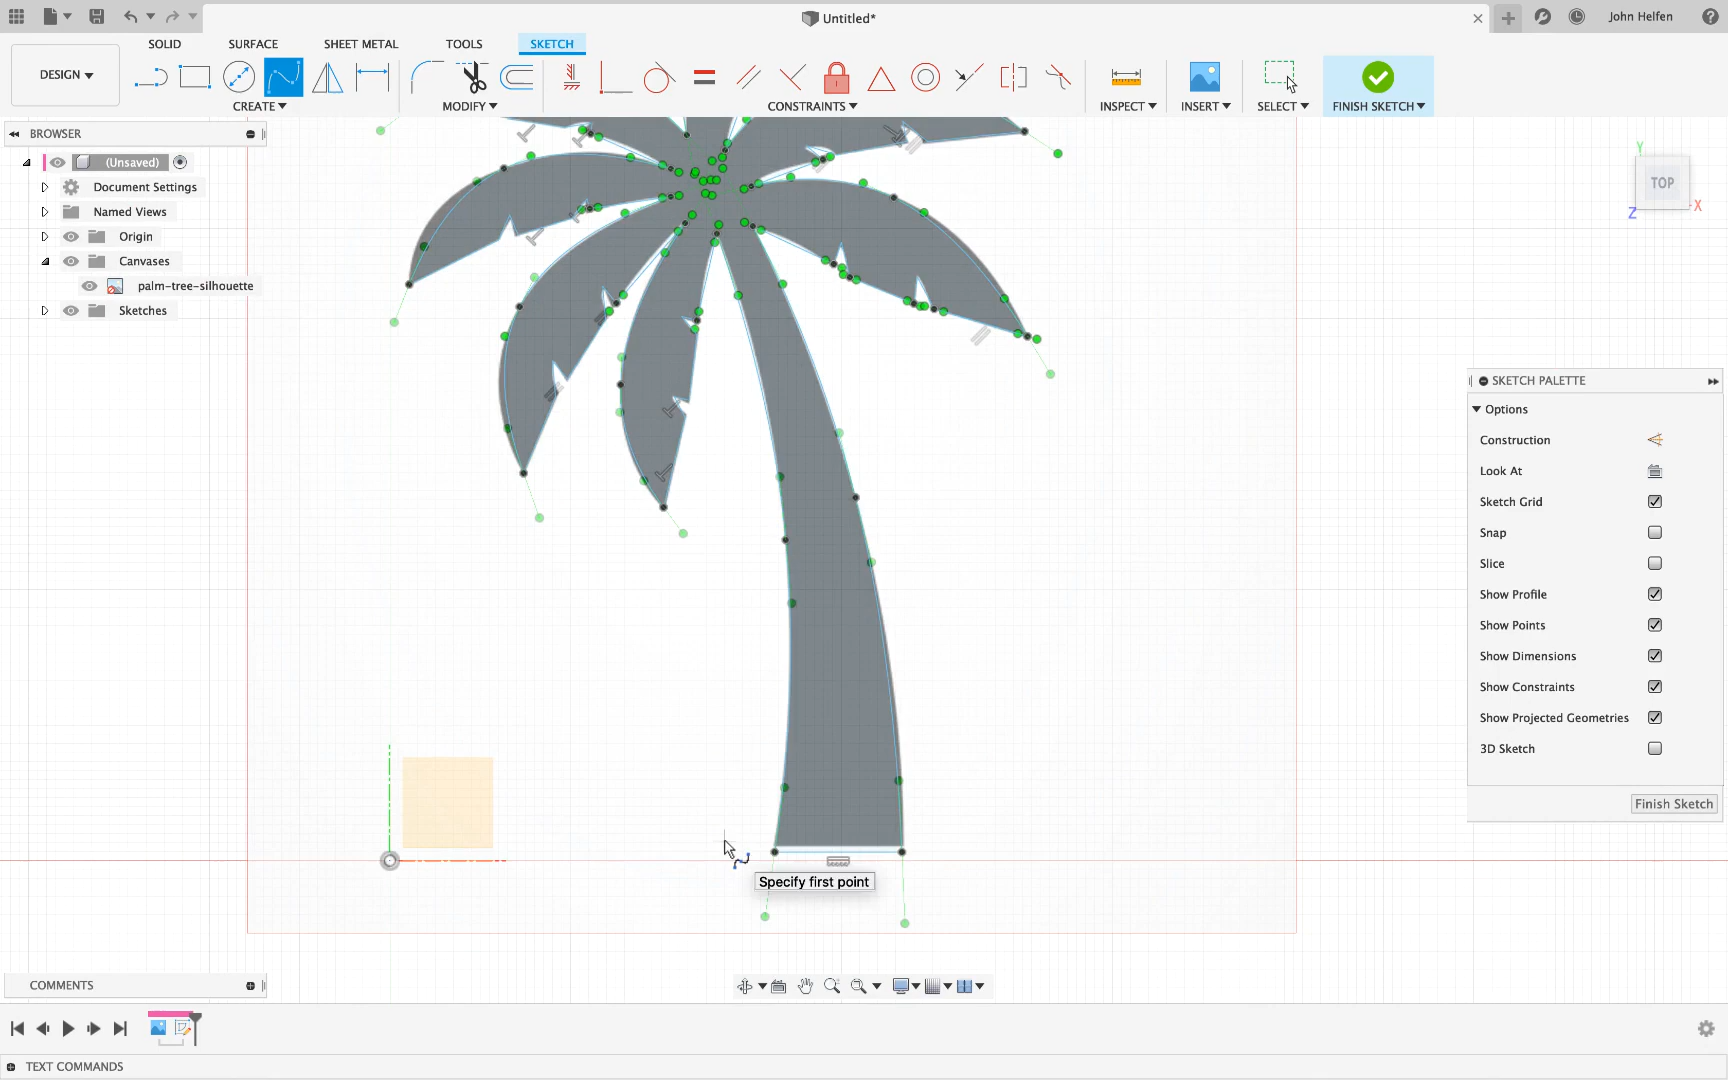 Untitled*
John Helfen
SOLID
SURFACE
SHEET METAL
TOOLS
SKETCH
DESIGN
CREATE
MODIFY
CONSTRAINTS
INSPECT
INSERT
SELECT
FINISH SKETCH
BROWSER
(Unsaved)
Document Settings
Named Views
Origin
Canvases
palm-tree-silhouette
Sketches
Y
TOP
X
Z
SKETCH PALETTE
Options
Construction
Look At
Sketch Grid
Snap
Slice
Show Profile
Show Points
Show Dimensions
Show Constraints
Show Projected Geometries
3D Sketch
Finish Sketch
Specify first point
COMMENTS
TEXT COMMANDS